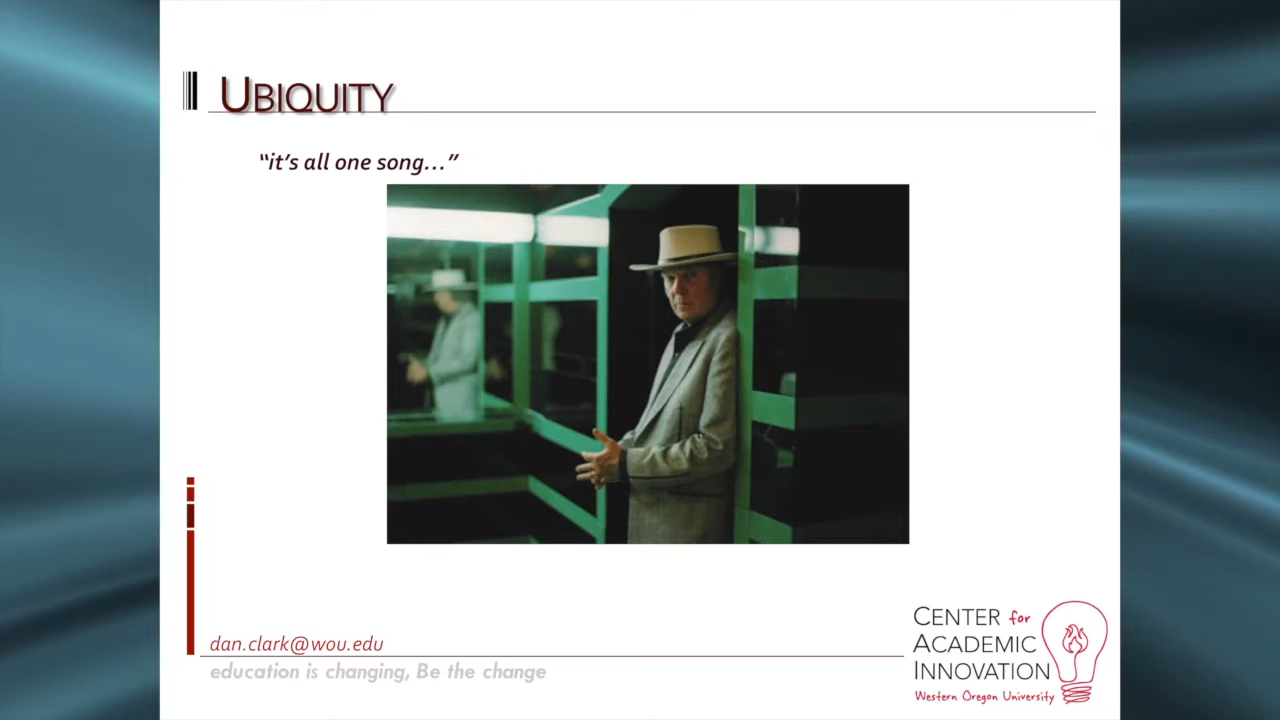 UBIQUITY
“it’s all one song…”
dan.clark@wou.edu
education is changing, Be the change
CENTER for
ACADEMIC
INNOVATION
Western Oregon University